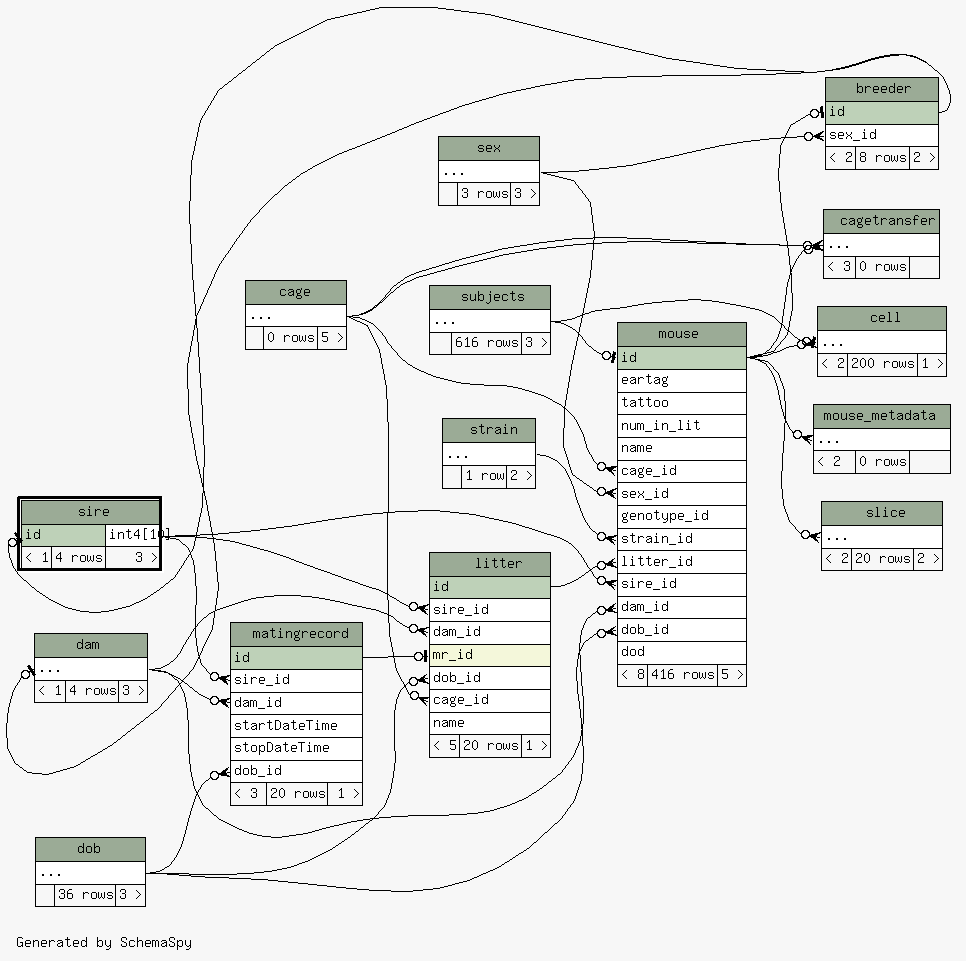 breeder
id
sex_id
< 2 8 rows 2 >
sex
...
3 rows 3 >
cagetransfer
...
< 3 0 rows
cage
...
0 rows 5 >
subjects
...
616 rows 3 >
mouse
id
eartag
tattoo
num_in_lit
name
cage_id
sex_id
genotype_id
strain_id
litter_id
sire_id
dam_id
dob_id
dod
< 8 416 rows 5 >
cell
...
< 2 200 rows 1 >
mouse_metadata
...
< 2 0 rows
strain
...
1 row 2 >
slice
...
< 2 20 rows 2 >
sire
id int4[10]
< 1 4 rows 3 >
litter
id
sire_id
dam_id
mr_id
dob_id
cage_id
name
< 5 20 rows 1 >
dam
...
< 1 4 rows 3 >
matingrecord
id
sire_id
dam_id
startDateTime
stopDateTime
dob_id
< 3 20 rows 1 >
dob
...
36 rows 3 >
Generated by SchemaSpy